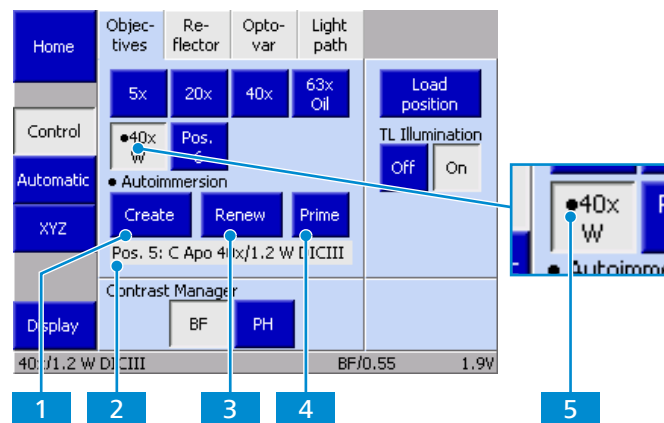 Home
Objec-
tives
Re-
flector
Opto-
var
Light
path
5x
20x
40x
63x
Oil
Load
position
Control
●40x
W
Pos.
TL Illumination
Off
On
Automatic
● Autoimmersion
XYZ
Create
Renew
Prime
Pos. 5: C Apo 40x/1.2 W DICIII
Contrast Manager
Display
BF
PH
40x/1.2 W DICIII
BF/0.55
1.9V
●40x
W
1
2
3
4
5